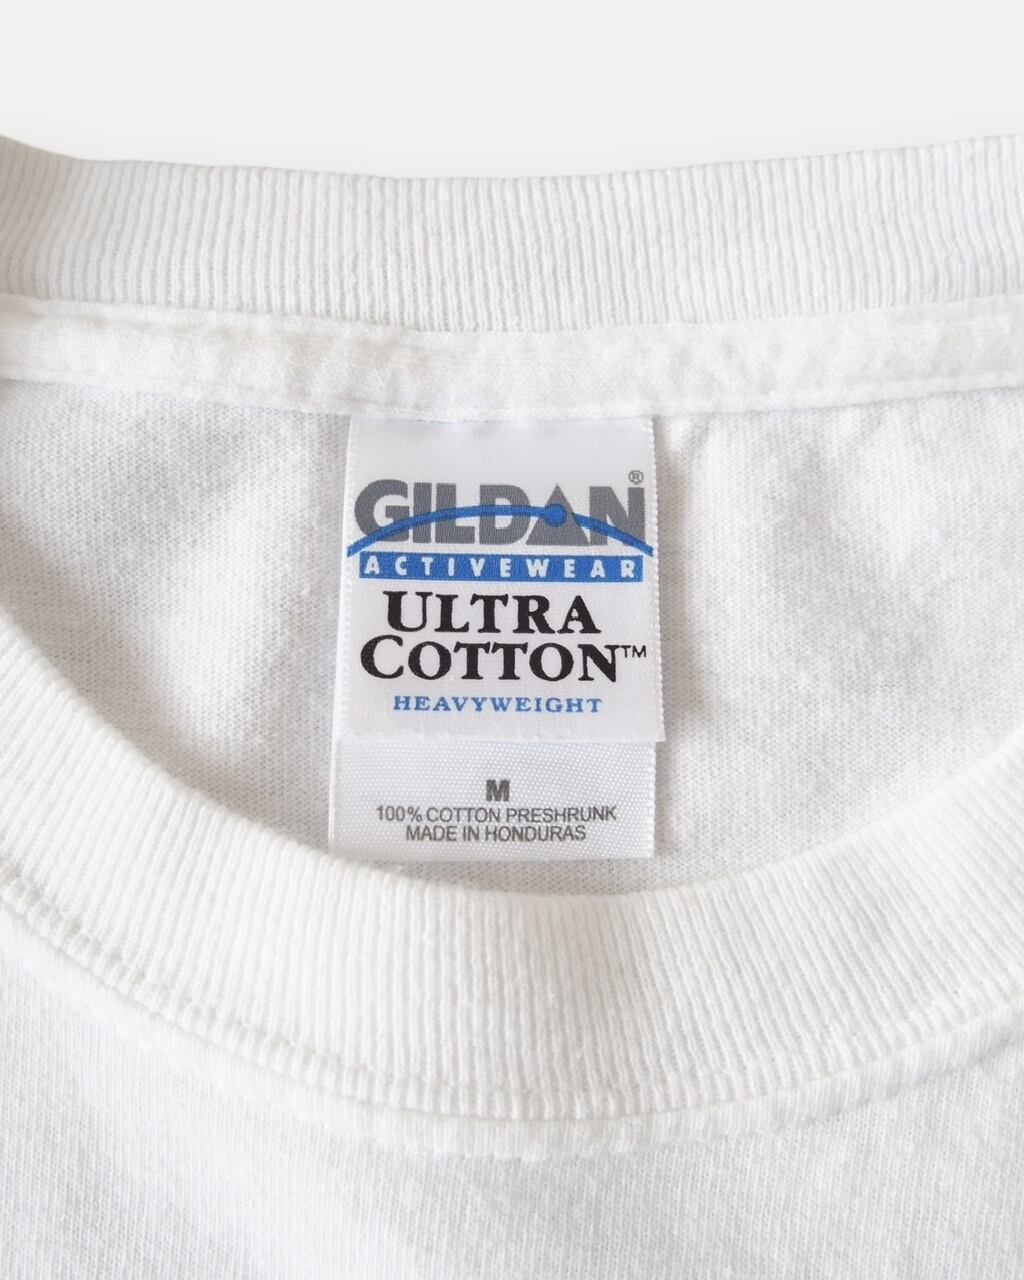 GILDAN®
ACTIVEWEAR
ULTRA
COTTON™
HEAVYWEIGHT
M
100% COTTON PRESHRUNK
MADE IN HONDURAS